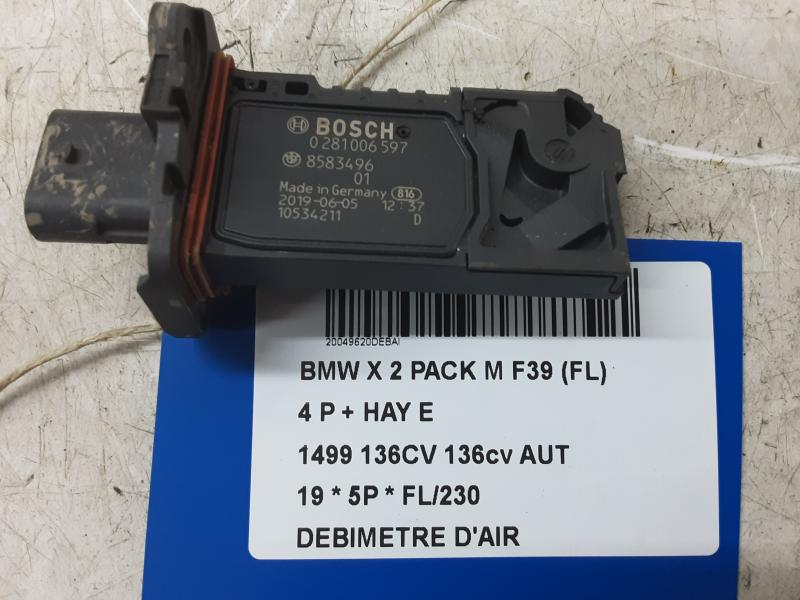 BOSCH
0 281 006 597
8583496
01
Made in Germany 816
2019-06-05 12:37
10534211 D
20049620DEBAI
BMW X 2 PACK M F39 (FL)
4 P + HAY E
1499 136CV 136cv AUT
19 * 5P * FL/230
DEBIMETRE D'AIR